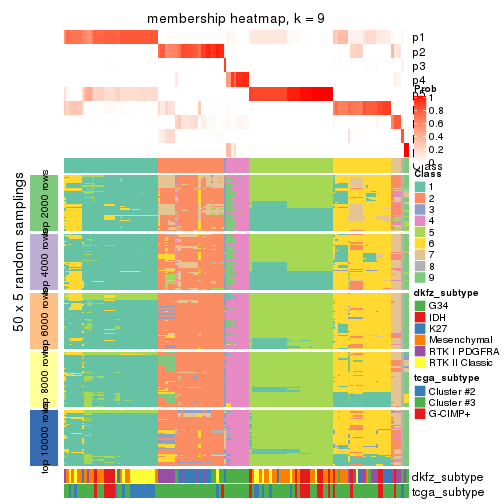 membership heatmap, k = 9
p1
p2
p3
p4
Prob
1
0.8
0.6
0.4
0.2
0
Class
Class
1
2
3
4
5
6
7
8
9
50 x 5 random samplings
top 2000 rows
top 4000 rows
top 6000 rows
top 8000 rows
top 10000 rows
dkfz_subtype
G34
IDH
K27
Mesenchymal
RTK I PDGFRA
RTK II Classic
tcga_subtype
Cluster #2
Cluster #3
G-CIMP+
dkfz_subtype
tcga_subtype